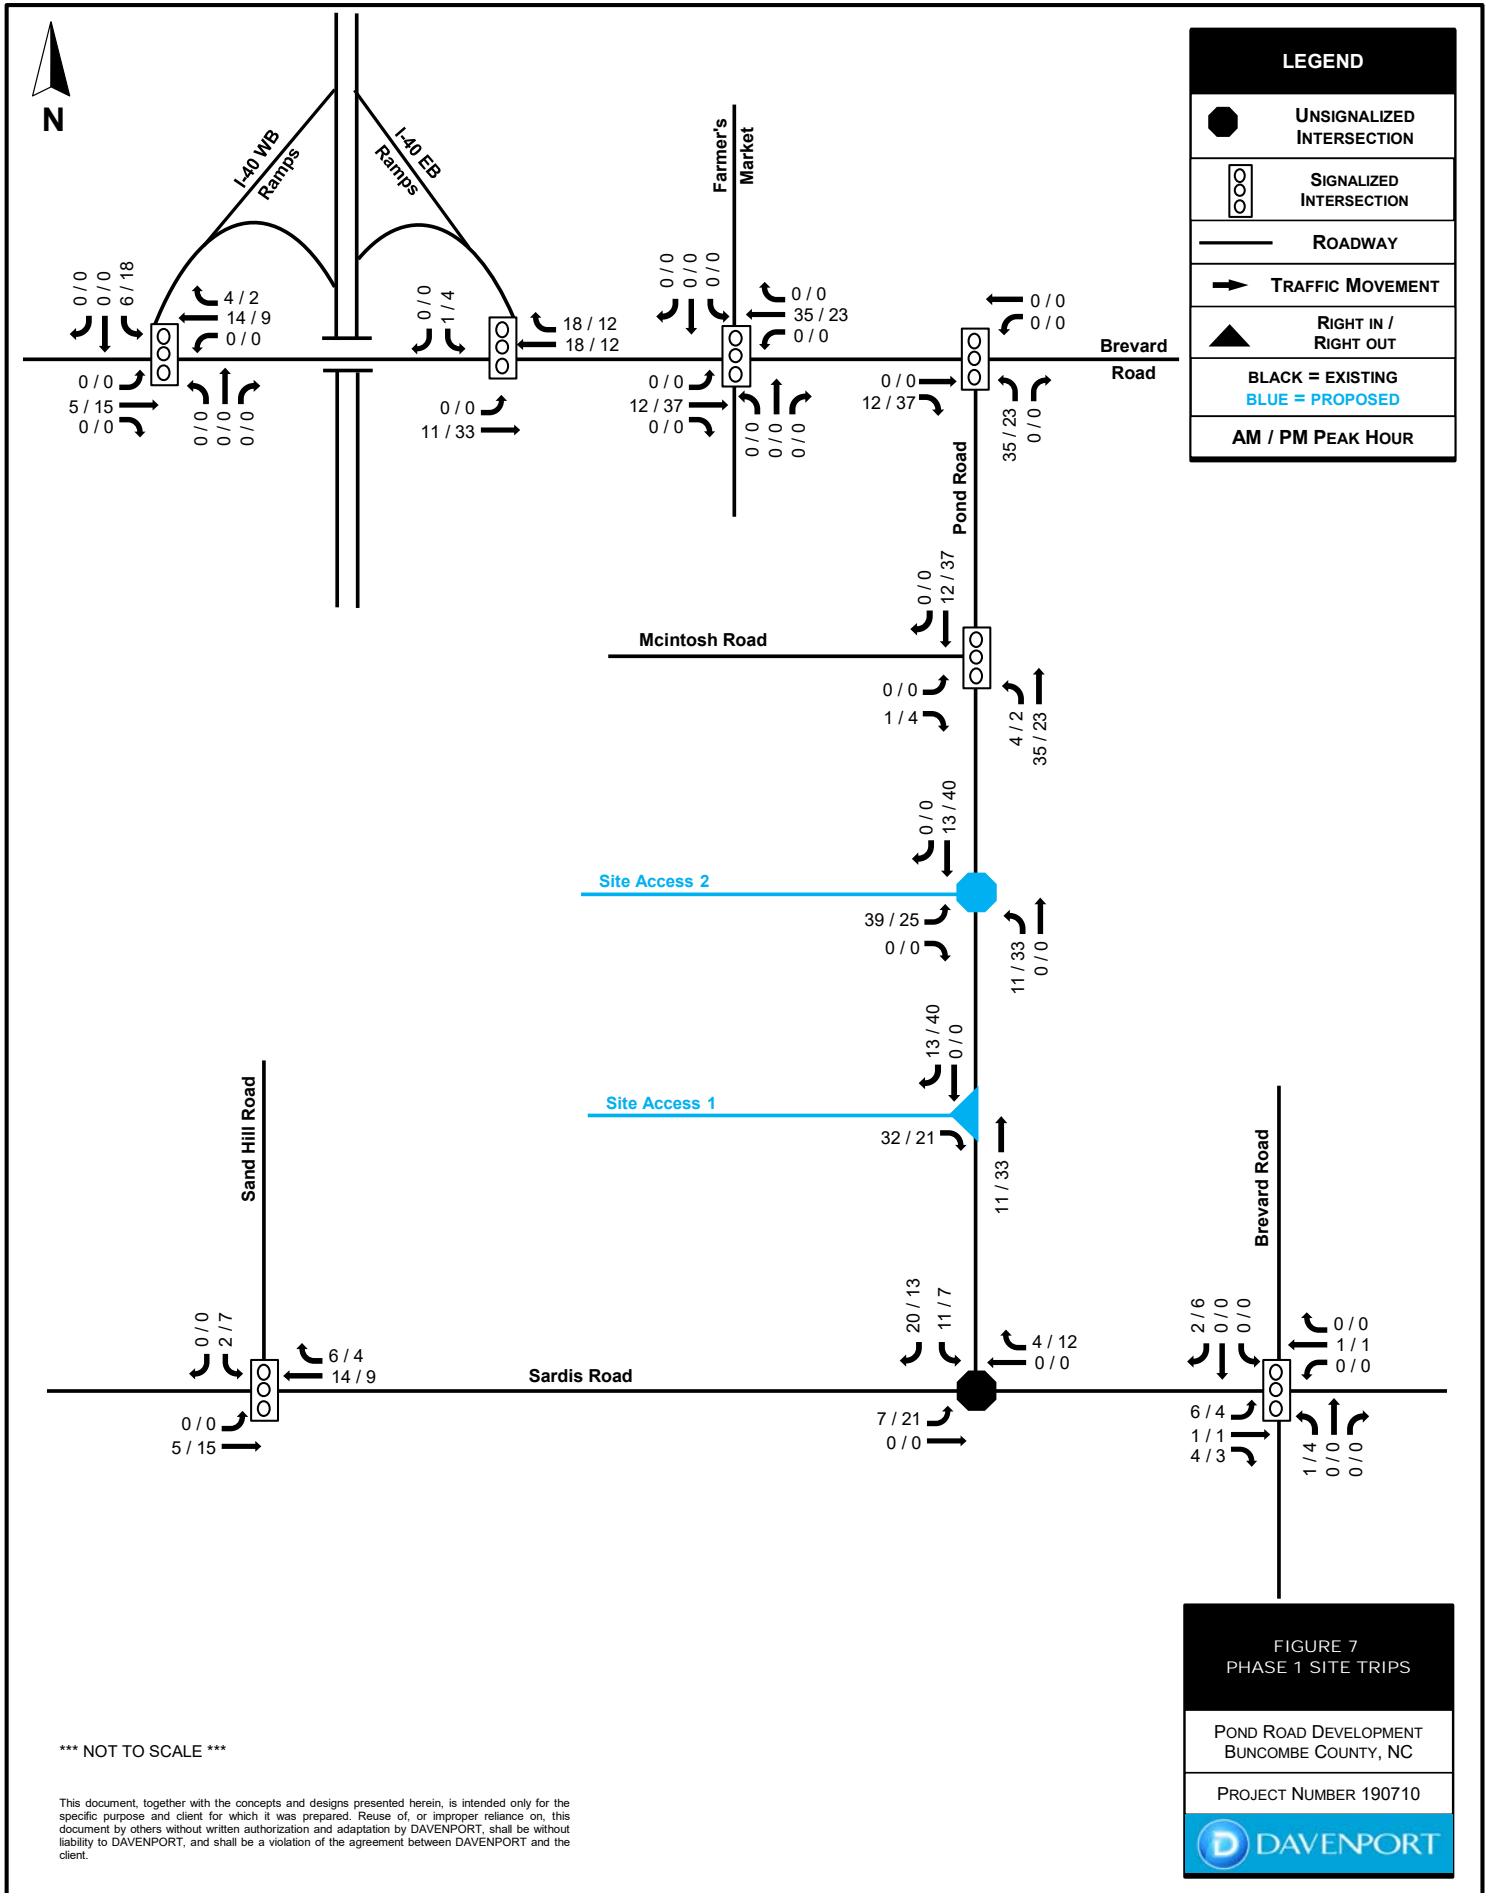 N
I-40 WB
Ramps
I-40 EB
Ramps
Farmer's
Market
LEGEND
UNSIGNALIZED
INTERSECTION
SIGNALIZED
INTERSECTION
ROADWAY
TRAFFIC MOVEMENT
RIGHT IN /
RIGHT OUT
BLACK = EXISTING
BLUE = PROPOSED
AM / PM PEAK HOUR
0 / 0
0 / 0
6 / 18
4 / 2
14 / 9
0 / 0
0 / 0
5 / 15
0 / 0
0 / 0
0 / 0
0 / 0
0 / 0
1 / 4
18 / 12
18 / 12
0 / 0
11 / 33
0 / 0
0 / 0
0 / 0
0 / 0
35 / 23
0 / 0
0 / 0
12 / 37
0 / 0
0 / 0
0 / 0
0 / 0
0 / 0
0 / 0
Brevard
Road
0 / 0
12 / 37
35 / 23
0 / 0
Pond Road
0 / 0
12 / 37
Mcintosh Road
0 / 0
1 / 4
4 / 2
35 / 23
0 / 0
13 / 40
Site Access 2
39 / 25
0 / 0
11 / 33
0 / 0
13 / 40
0 / 0
Site Access 1
32 / 21
11 / 33
Sand Hill Road
Brevard Road
0 / 0
2 / 7
6 / 4
14 / 9
0 / 0
5 / 15
Sardis Road
20 / 13
11 / 7
4 / 12
0 / 0
7 / 21
0 / 0
2 / 6
0 / 0
0 / 0
0 / 0
1 / 1
0 / 0
6 / 4
1 / 1
4 / 3
1 / 4
0 / 0
0 / 0
FIGURE 7
PHASE 1 SITE TRIPS
POND ROAD DEVELOPMENT
BUNCOMBE COUNTY, NC
PROJECT NUMBER 190710
DAVENPORT
*** NOT TO SCALE ***
This document, together with the concepts and designs presented herein, is intended only for the
specific purpose and client for which it was prepared. Reuse of, or improper reliance on, this
document by others without written authorization and adaptation by DAVENPORT, shall be without
liability to DAVENPORT, and shall be a violation of the agreement between DAVENPORT and the
client.